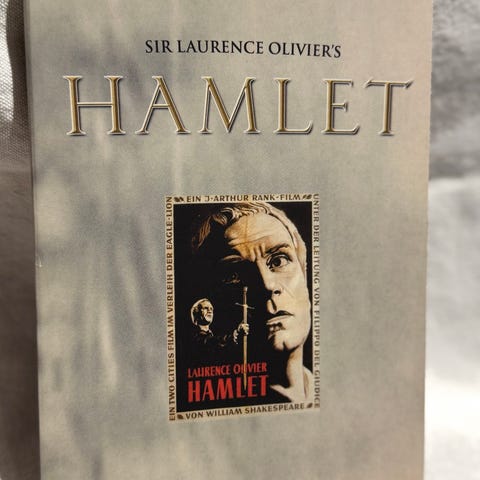 SIR LAURENCE OLIVIER'S
HAMLET
EIN J·ARTHUR RANK-FILM
EIN TWO CITIES FILM IM VERLEIH DER EAGLE-LION
UNTER DER LEITUNG VON FILIPPO DEL GIUDICE
LAURENCE OLIVIER
HAMLET
VON WILLIAM SHAKESPEARE